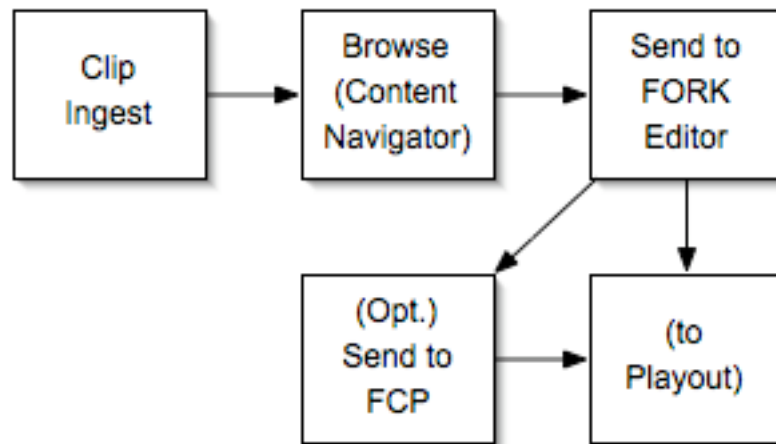 Clip
Ingest
Browse
(Content
Navigator)
Send to
FORK
Editor
(Opt.)
Send to
FCP
(to
Playout)